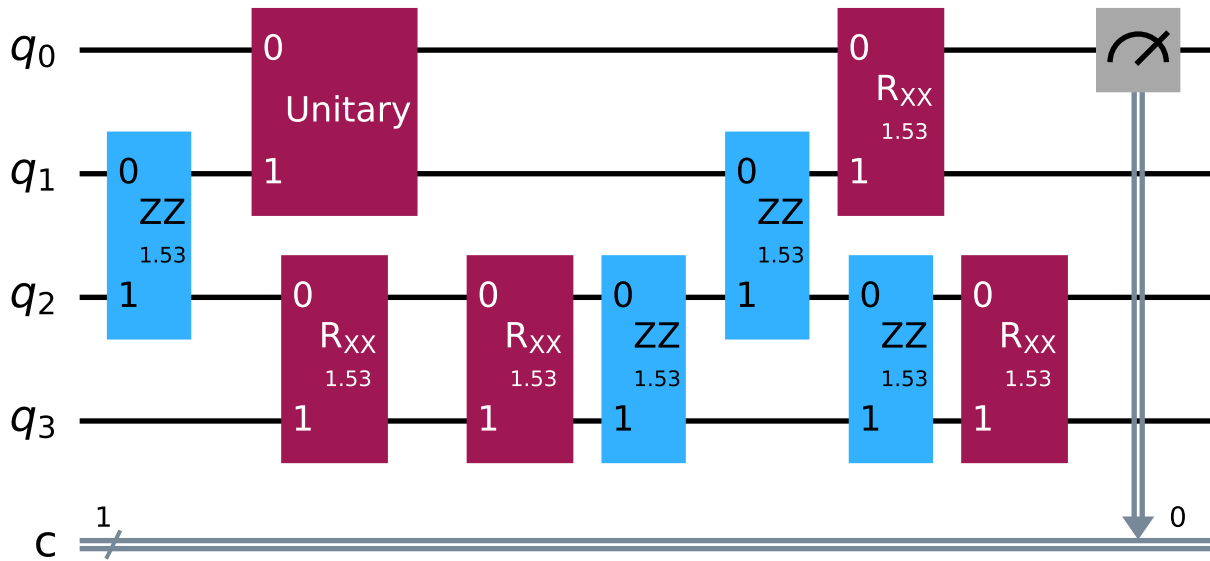 q0 0 0
Unitary RXX
1.53
q1 0 1 0 1
ZZ ZZ
1.53 1.53
q2 1 0 0 0 1 0 0
RXX RXX ZZ ZZ RXX
1.53 1.53 1.53 1.53 1.53
q3 1 1 1 1 1
1 0
c